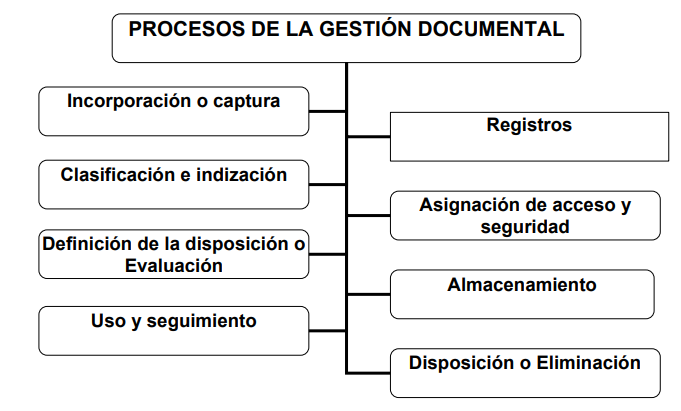 PROCESOS DE LA GESTIÓN DOCUMENTAL
Incorporación o captura
Registros
Clasificación e indización
Asignación de acceso y
seguridad
Definición de la disposición o
Evaluación
Almacenamiento
Uso y seguimiento
Disposición o Eliminación